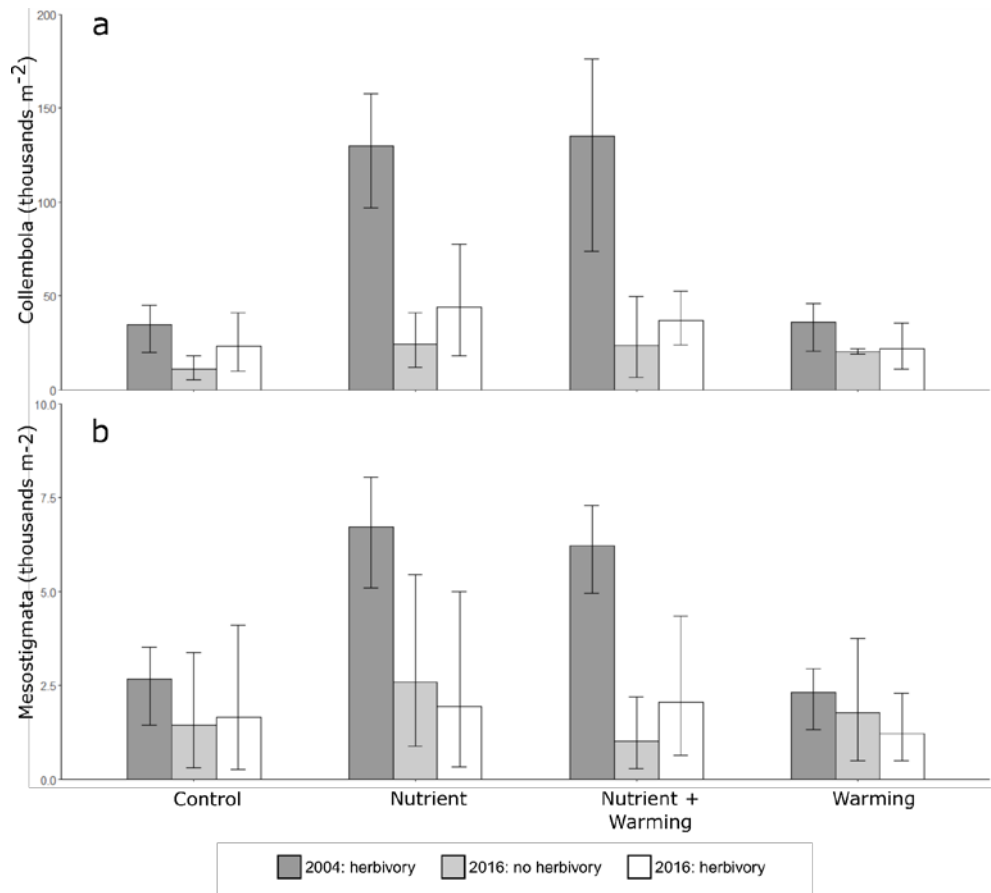 a
Collembola (thousands m⁻²)
200
150
100
50
0
b
Mesostigmata (thousands m-2)
10.0
7.5
5.0
2.5
0.0
Control
Nutrient
Nutrient +
Warming
Warming
2004: herbivory
2016: no herbivory
2016: herbivory